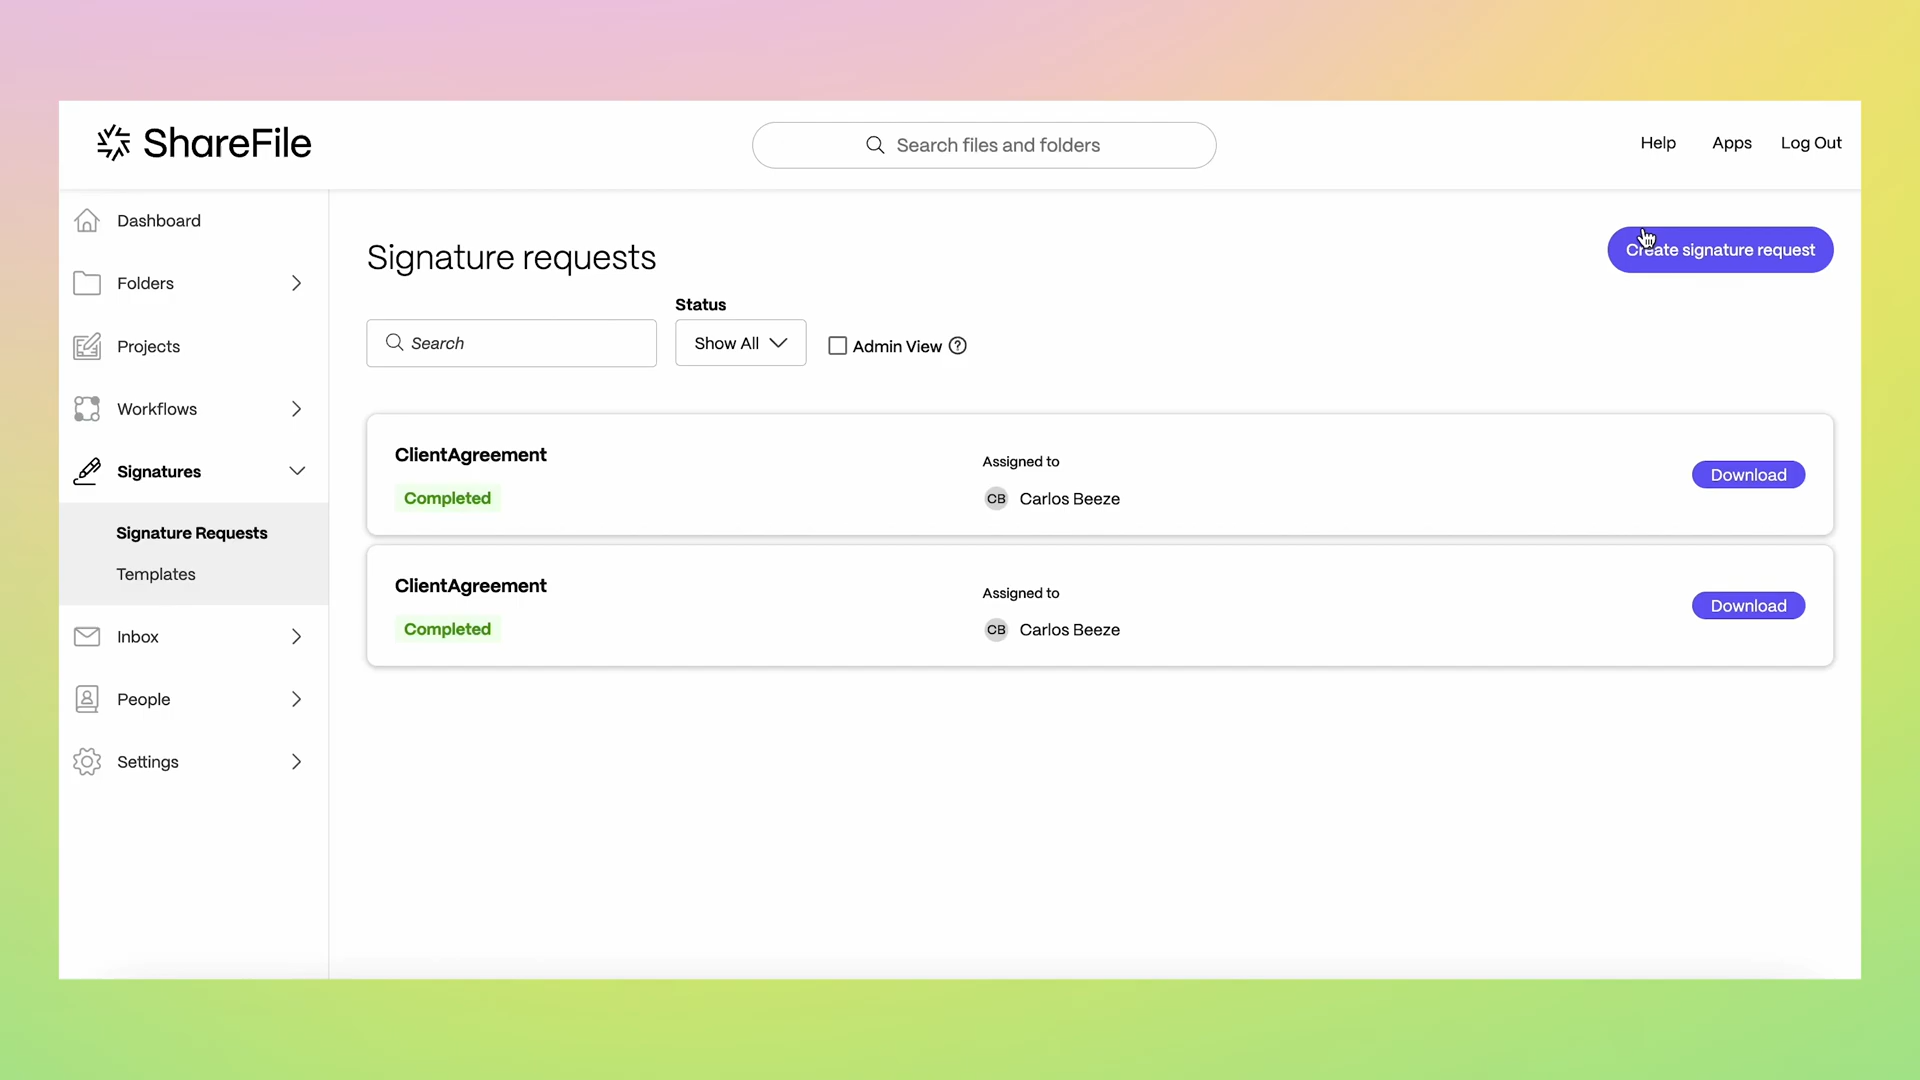 ShareFile
Search files and folders
Help
Apps
Log Out
Dashboard
Folders
Projects
Workflows
Signatures
Signature Requests
Templates
Inbox
People
Settings
Signature requests
Create signature request
Status
Search
Show All
Admin View
ClientAgreement
Completed
Assigned to
CB Carlos Beeze
Download
ClientAgreement
Completed
Assigned to
CB Carlos Beeze
Download